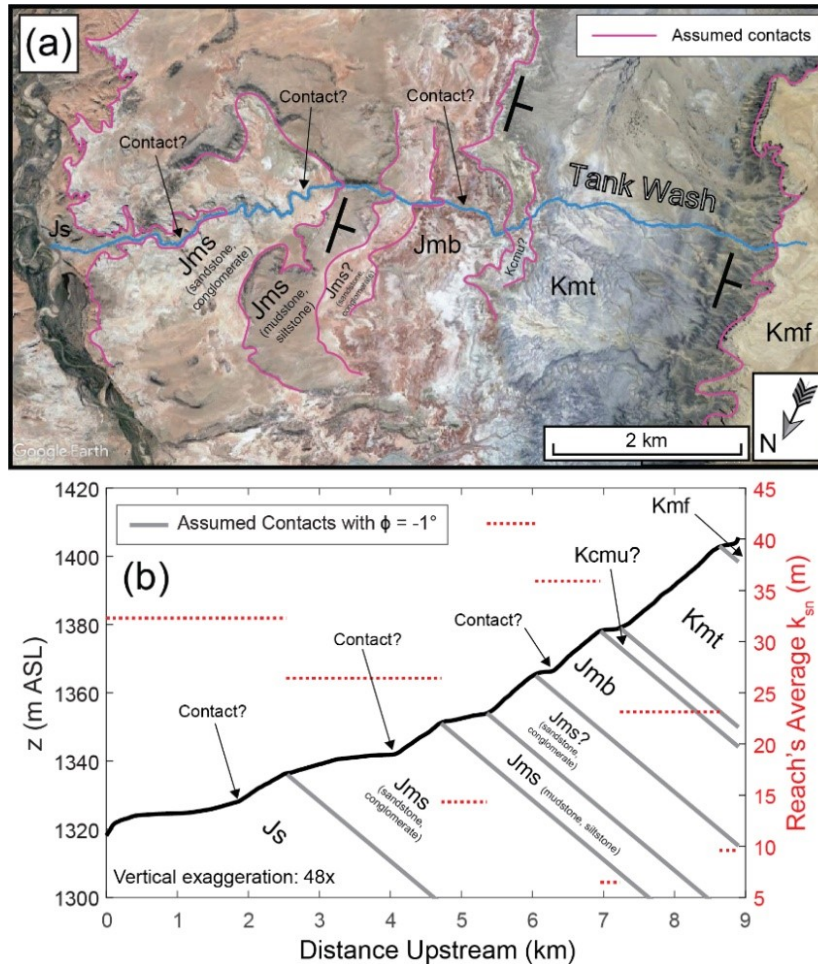 (a)
Assumed contacts
Contact?
Contact?
Contact?
Tank Wash
Js
Jms
(sandstone,
conglomerate)
Jms
(mudstone,
siltstone)
Jms?
(sandstone,
conglomerate)
Jmb
Kcmu?
Kmt
Kmf
Google Earth
2 km
N
(b)
Assumed Contacts with ϕ = -1°
Kmf
Kcmu?
Kmt
Contact?
Jmb
Contact?
Contact?
Jms?
(sandstone,
conglomerate)
Jms (mudstone, siltstone)
Jms
(sandstone,
conglomerate)
Js
Vertical exaggeration: 48x
z (m ASL)
1420
1400
1380
1360
1340
1320
1300
0 1 2 3 4 5 6 7 8 9
Distance Upstream (km)
45
40
35
30
25
20
15
10
5
Reach's Average k_sn (m)